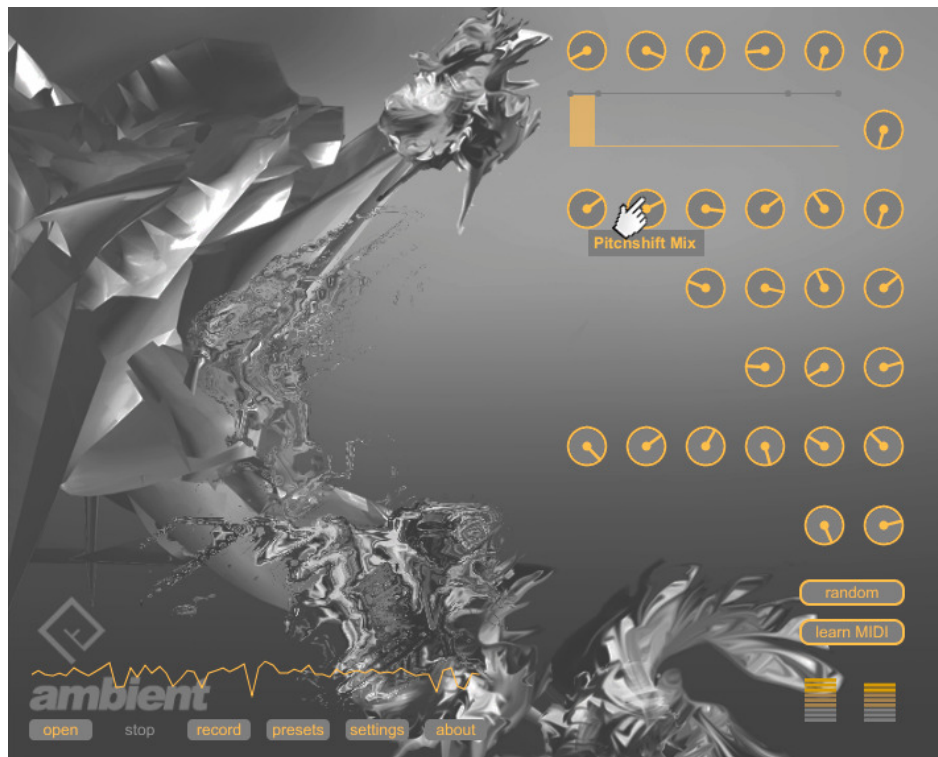 Pitchshift Mix
random
learn MIDI
ambient
open stop record presets settings about